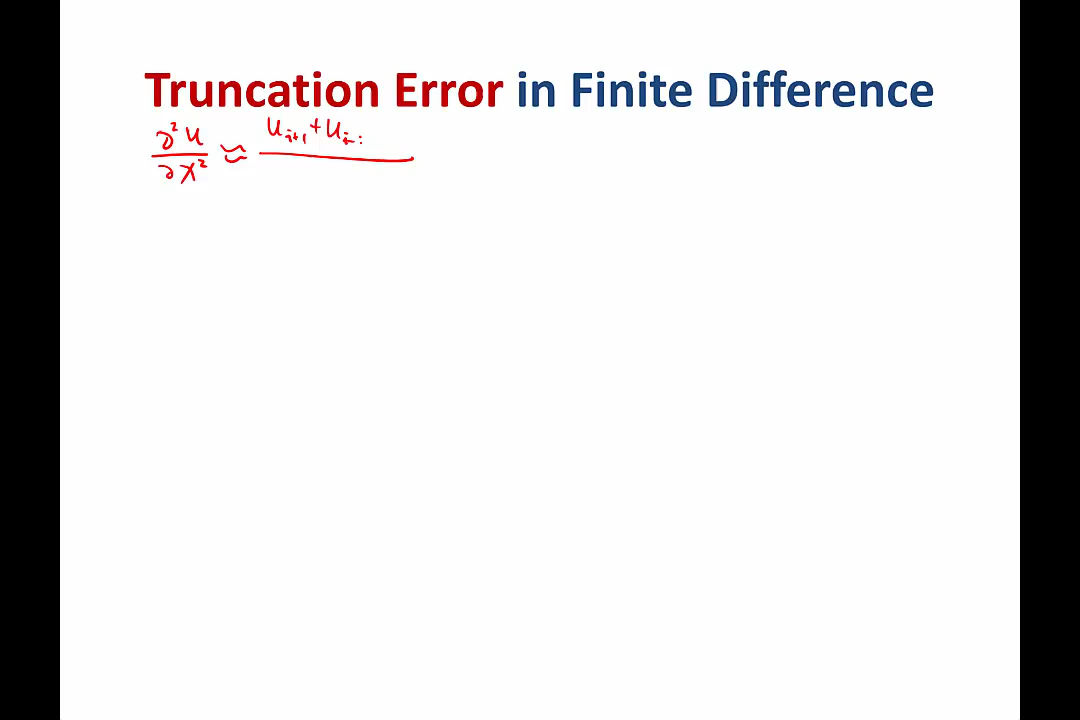 Truncation Error in Finite Difference
∂²u/∂x² ≈ u_{i+1} + u_{i-